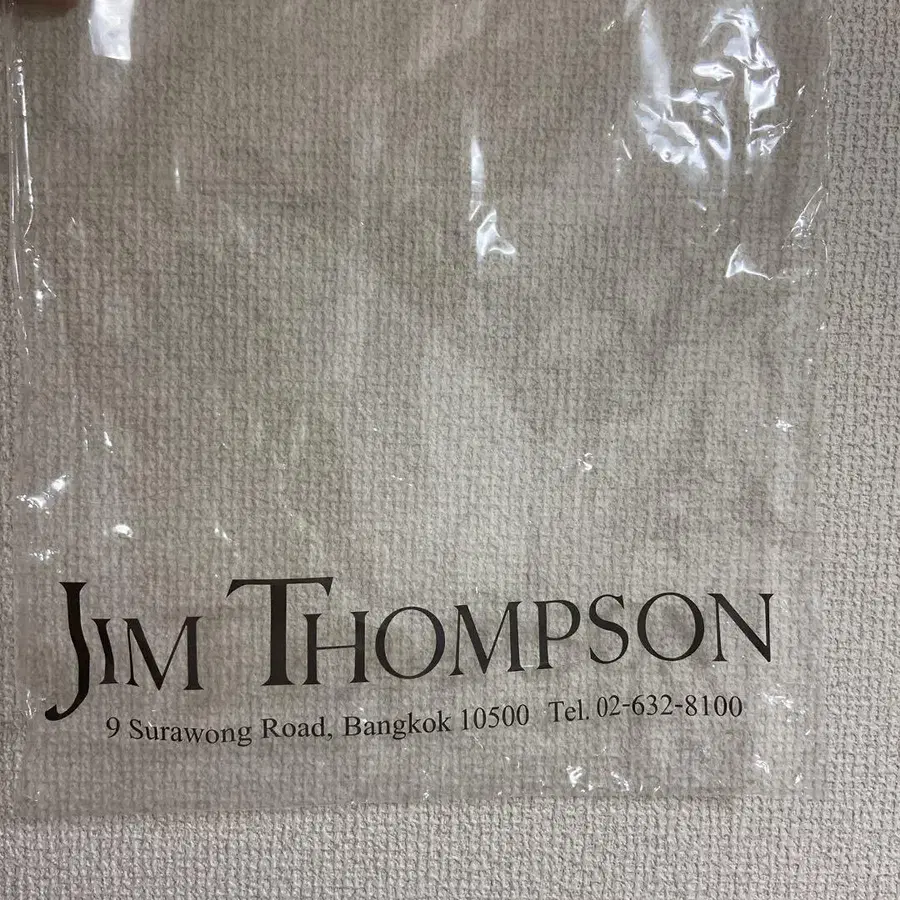 JIM THOMPSON
9 Surawong Road, Bangkok 10500 Tel. 02-632-8100